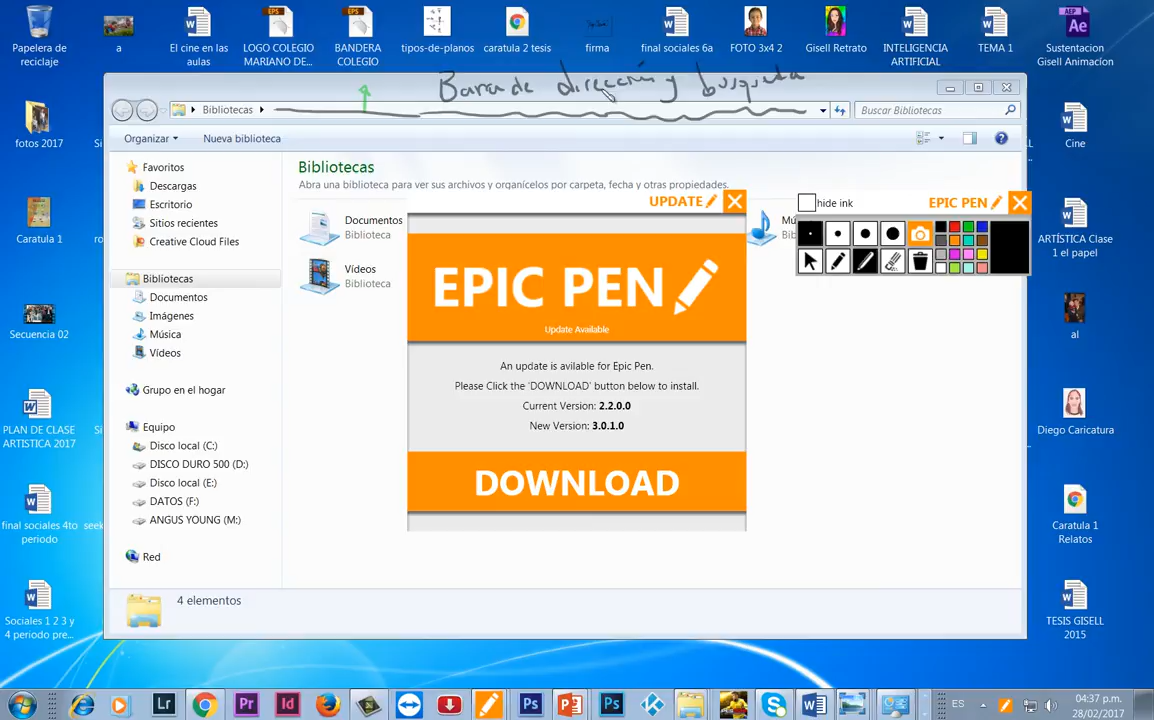 Papelera de
reciclaje
a
El cine en las
aulas
LOGO COLEGIO
MARIANO DE...
BANDERA
COLEGIO
tipos-de-planos
caratula 2 tesis
firma
final sociales 6a
FOTO 3x4 2
Gisell Retrato
INTELIGENCIA
ARTIFICIAL
TEMA 1
Sustentacion
Gisell Animacíon
Barra de dirección y busqueda
Bibliotecas
Buscar Bibliotecas
Organizar
Nueva biblioteca
Favoritos
Descargas
Escritorio
Sitios recientes
Creative Cloud Files
Bibliotecas
Documentos
Imágenes
Música
Vídeos
Grupo en el hogar
Equipo
Disco local (C:)
DISCO DURO 500 (D:)
Disco local (E:)
DATOS (F:)
ANGUS YOUNG (M:)
Red
Bibliotecas
Abra una biblioteca para ver sus archivos y organícelos por carpeta, fecha y otras propiedades.
Documentos
Biblioteca
Vídeos
Biblioteca
UPDATE
EPIC PEN
Update Available
An update is avilable for Epic Pen.
Please Click the 'DOWNLOAD' button below to install.
Current Version: 2.2.0.0
New Version: 3.0.1.0
DOWNLOAD
hide ink
EPIC PEN
4 elementos
fotos 2017
Caratula 1
Secuencia 02
PLAN DE CLASE
ARTISTICA 2017
final sociales 4to
periodo
seek
Sociales 1 2 3 y
4 periodo pre...
Cine
ARTÍSTICA Clase
1 el papel
al
Diego Caricatura
Caratula 1
Relatos
TESIS GISELL
2015
Lr
Pr
Id
Ps
Ps
ES
04:37 p.m.
28/02/2017